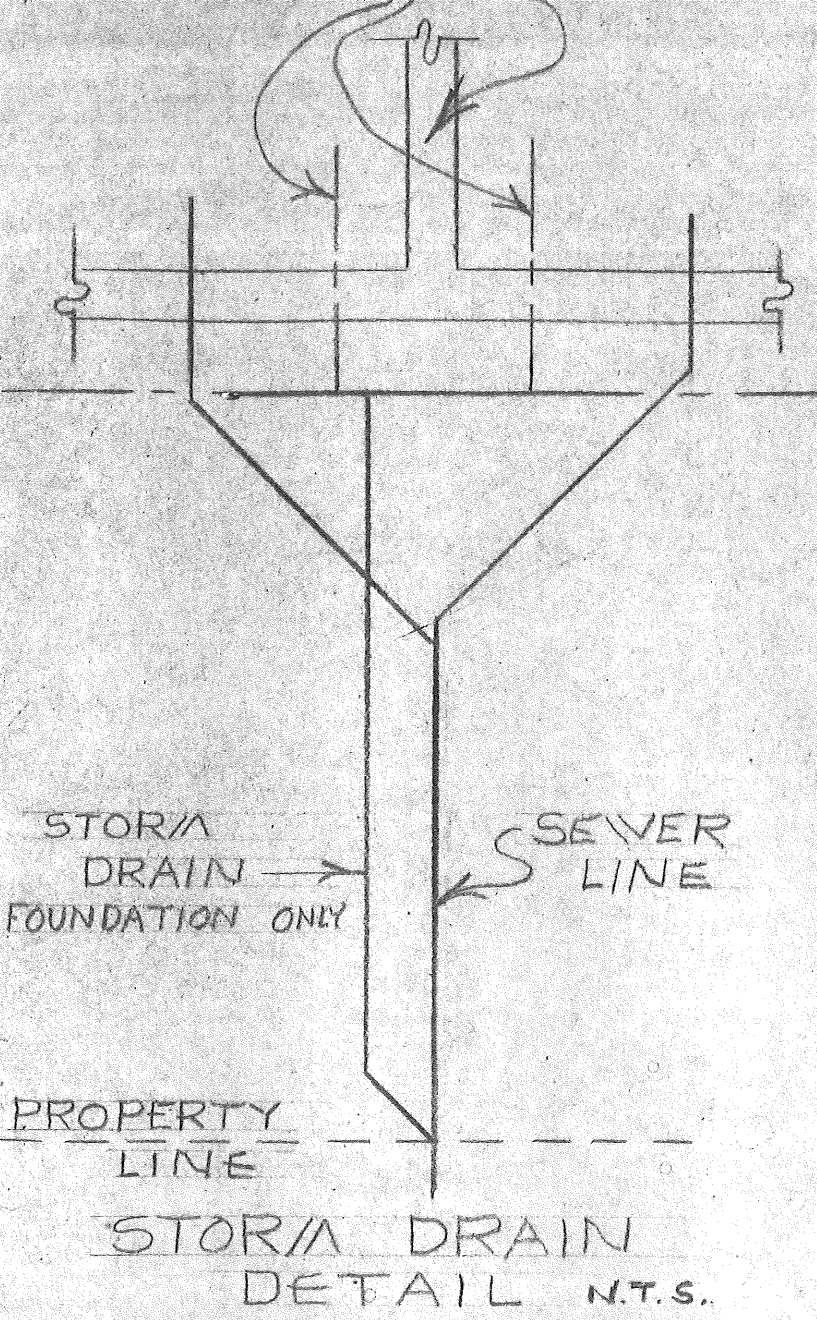 STORM
DRAIN
FOUNDATION ONLY
SEWER
LINE
PROPERTY
LINE
STORM DRAIN
DETAIL N.T.S.